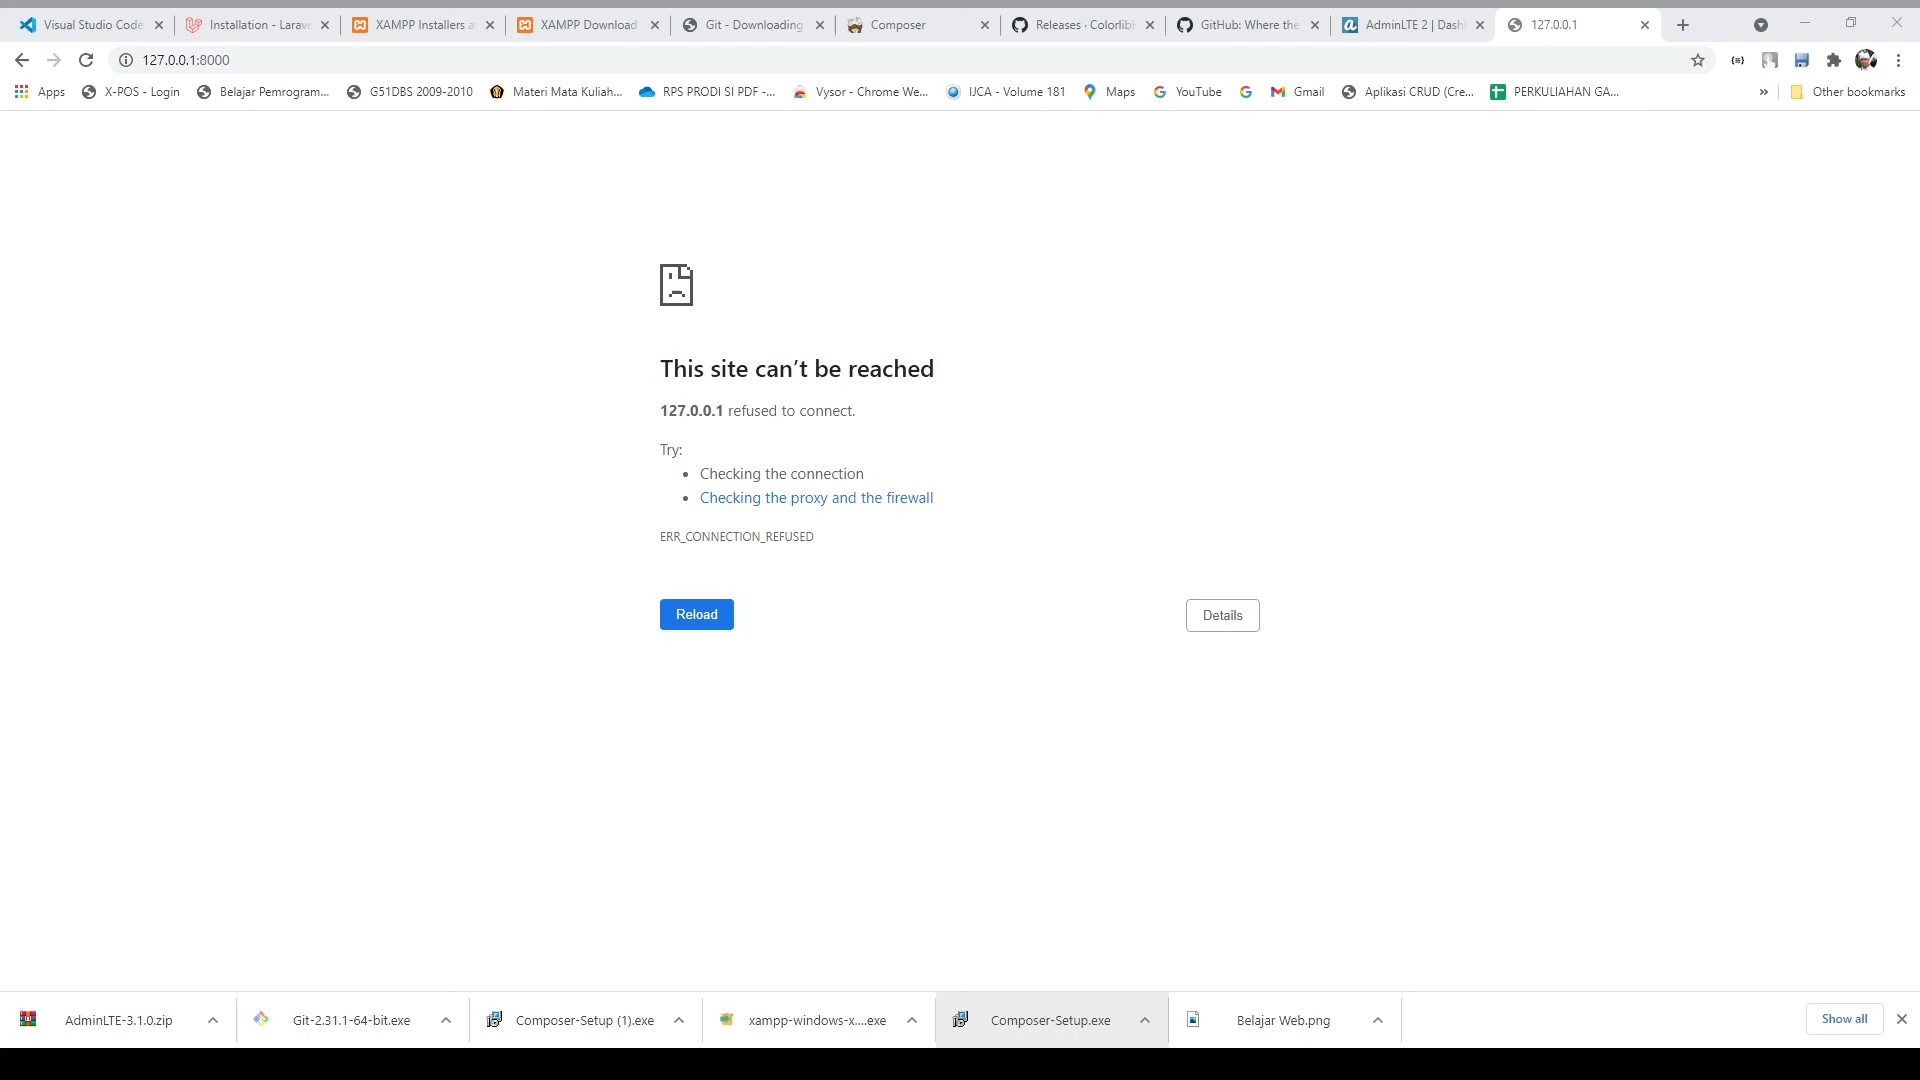 Visual Studio Code
Installation - Larave
XAMPP Installers a
XAMPP Download
Git - Downloading
Composer
Releases · Colorlib
GitHub: Where the
AdminLTE 2 | Dash
127.0.0.1
127.0.0.1:8000
Apps
X-POS - Login
Belajar Pemrogram...
G51DBS 2009-2010
Materi Mata Kuliah...
RPS PRODI SI PDF -...
Vysor - Chrome We...
IJCA - Volume 181
Maps
YouTube
Gmail
Aplikasi CRUD (Cre...
PERKULIAHAN GA...
»
Other bookmarks
This site can’t be reached
127.0.0.1 refused to connect.
Try:
• Checking the connection
• Checking the proxy and the firewall
ERR_CONNECTION_REFUSED
Reload
Details
AdminLTE-3.1.0.zip
Git-2.31.1-64-bit.exe
Composer-Setup (1).exe
xampp-windows-x....exe
Composer-Setup.exe
Belajar Web.png
Show all